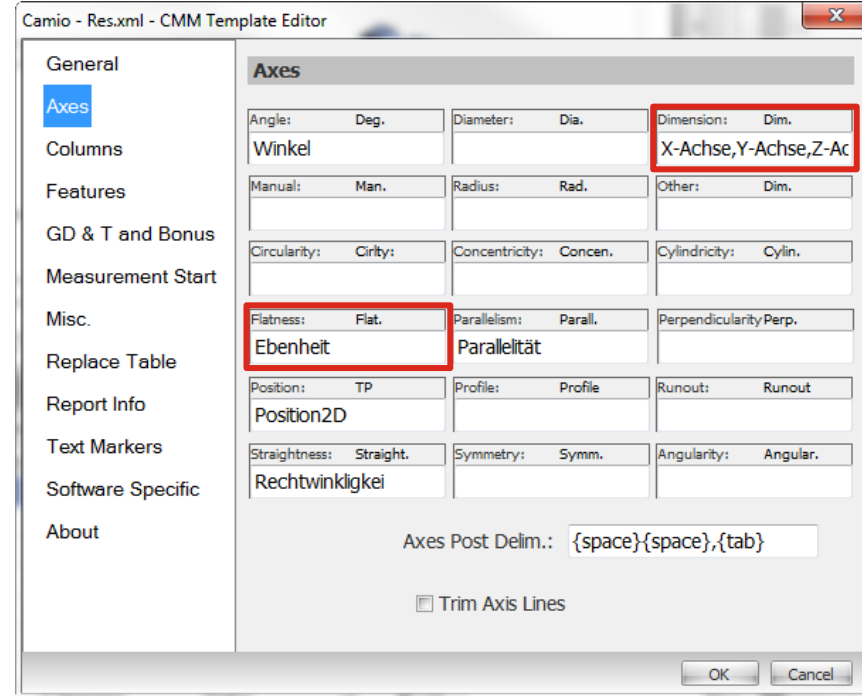 Camio - Res.xml - CMM Template Editor
General
Axes
Columns
Features
GD & T and Bonus
Measurement Start
Misc.
Replace Table
Report Info
Text Markers
Software Specific
About
Axes
Angle: Deg. Diameter: Dia. Dimension: Dim.
Winkel X-Achse,Y-Achse,Z-Ac
Manual: Man. Radius: Rad. Other: Dim.
Circularity: Cirlty: Concentricity: Concen. Cylindricity: Cylin.
Flatness: Flat. Parallelism: Parall. Perpendicularity Perp.
Ebenheit Parallelität
Position: TP Profile: Profile Runout: Runout
Position2D
Straightness: Straight. Symmetry: Symm. Angularity: Angular.
Rechtwinkligkei
Axes Post Delim.: {space}{space},{tab}
Trim Axis Lines
OK Cancel